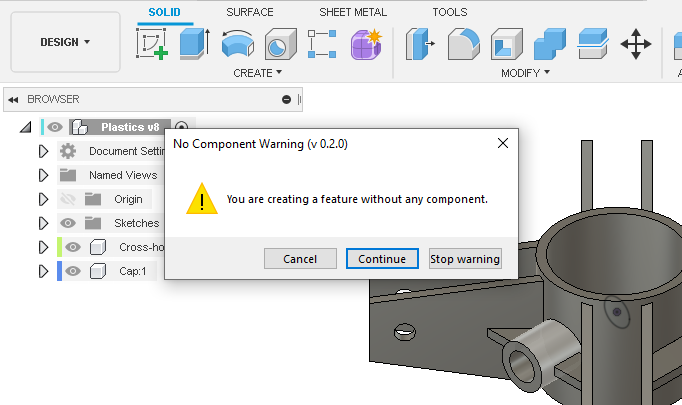 SOLID SURFACE SHEET METAL TOOLS
DESIGN
CREATE MODIFY
BROWSER
Plastics v8
Document Settin
Named Views
Origin
Sketches
Cross-ho
Cap:1
No Component Warning (v 0.2.0)
You are creating a feature without any component.
Cancel Continue Stop warning